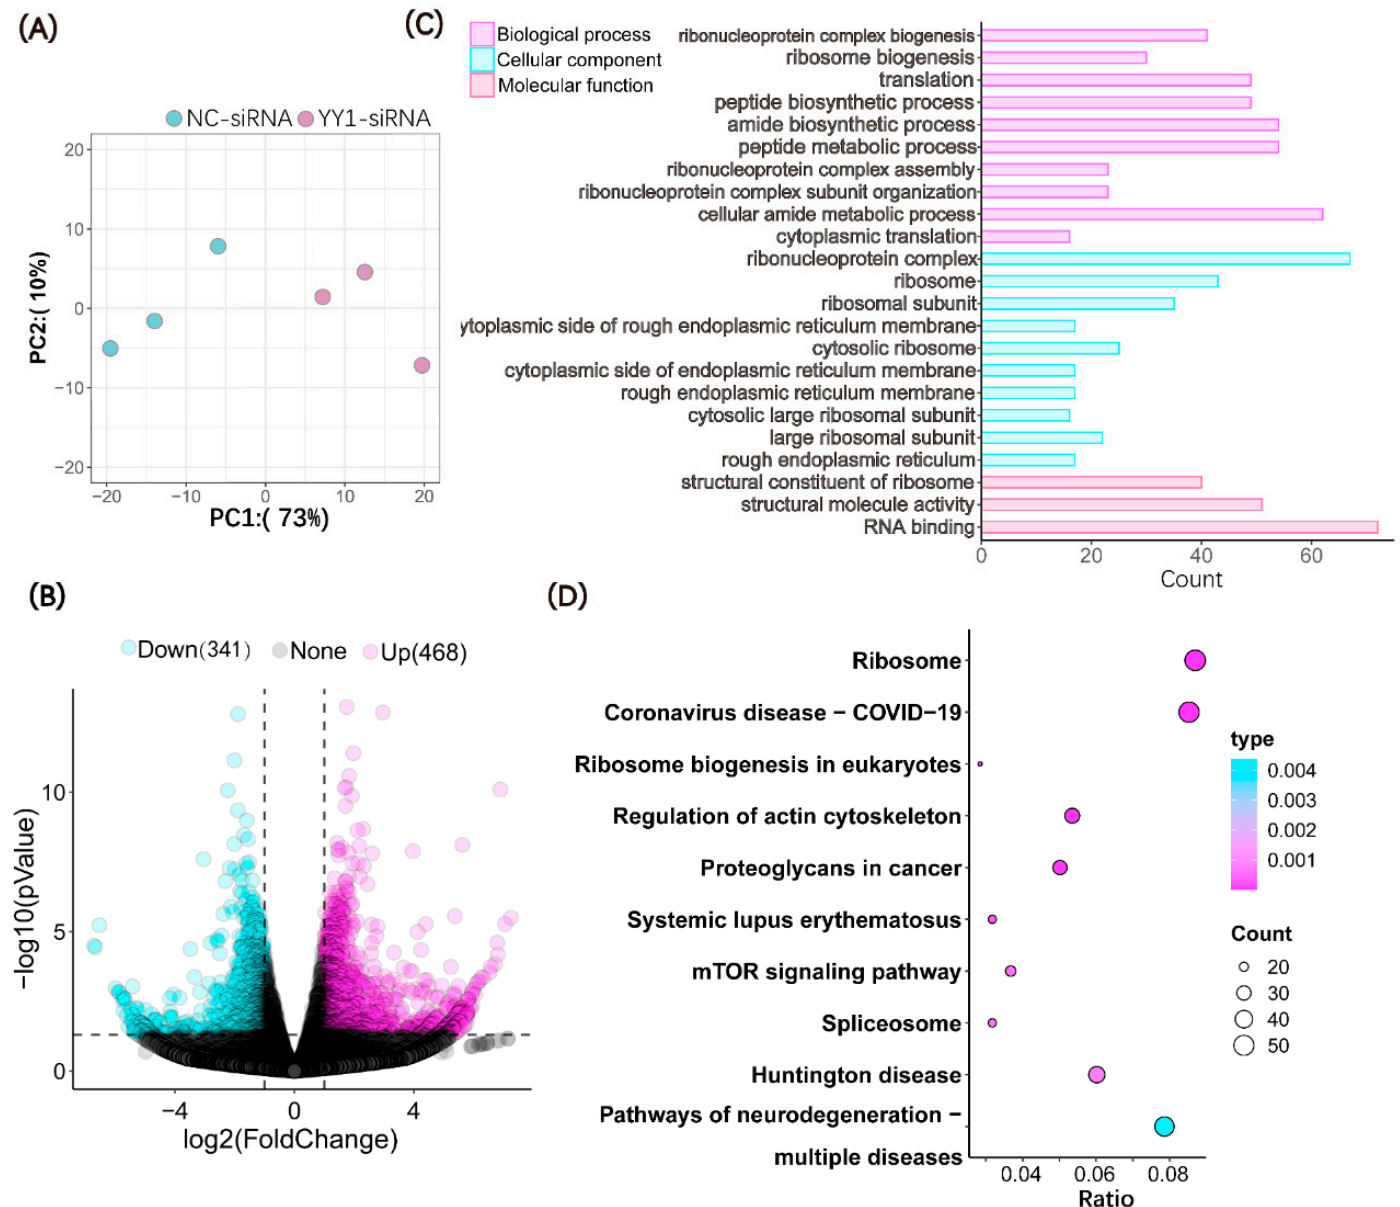 (A)
NC-siRNA YY1-siRNA
20
10
0
−10
−20
PC2:( 10%)
−20 −10 0 10 20
PC1:( 73%)
(C)
Biological process
Cellular component
Molecular function
ribonucleoprotein complex biogenesis
ribosome biogenesis
translation
peptide biosynthetic process
amide biosynthetic process
peptide metabolic process
ribonucleoprotein complex assembly
ribonucleoprotein complex subunit organization
cellular amide metabolic process
cytoplasmic translation
ribonucleoprotein complex
ribosome
ribosomal subunit
ytoplasmic side of rough endoplasmic reticulum membrane
cytosolic ribosome
cytoplasmic side of endoplasmic reticulum membrane
rough endoplasmic reticulum membrane
cytosolic large ribosomal subunit
large ribosomal subunit
rough endoplasmic reticulum
structural constituent of ribosome
structural molecule activity
RNA binding
0 20 40 60
Count
(B)
Down(341) None Up(468)
10
5
0
−log10(pValue)
−4 0 4
log2(FoldChange)
(D)
Ribosome
Coronavirus disease − COVID−19
Ribosome biogenesis in eukaryotes
Regulation of actin cytoskeleton
Proteoglycans in cancer
Systemic lupus erythematosus
mTOR signaling pathway
Spliceosome
Huntington disease
Pathways of neurodegeneration −
multiple diseases
0.04 0.06 0.08
Ratio
type
0.004
0.003
0.002
0.001
Count
20
30
40
50